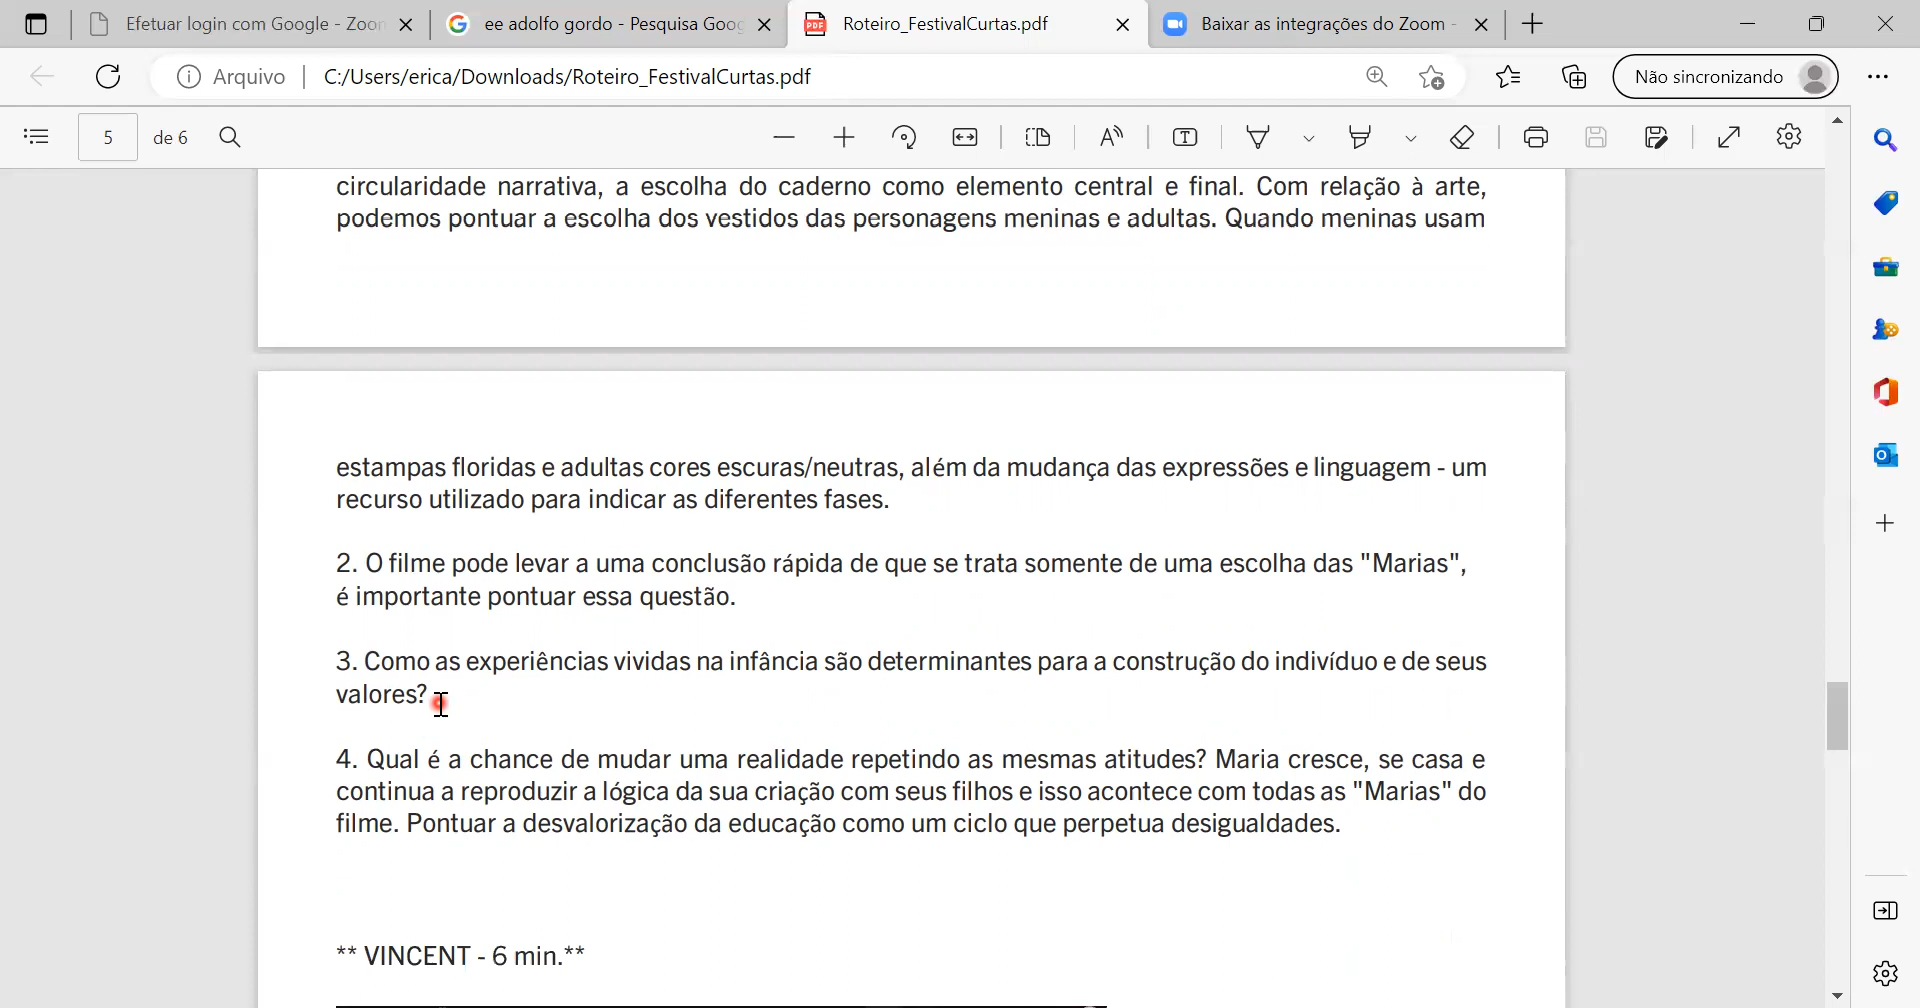 Efetuar login com Google - Zoon
ee adolfo gordo - Pesquisa Goog
PDF
Roteiro_FestivalCurtas.pdf
Baixar as integrações do Zoom -
Arquivo
C:/Users/erica/Downloads/Roteiro_FestivalCurtas.pdf
Não sincronizando
5
de 6
circularidade narrativa, a escolha do caderno como elemento central e final. Com relação à arte,
podemos pontuar a escolha dos vestidos das personagens meninas e adultas. Quando meninas usam
estampas floridas e adultas cores escuras/neutras, além da mudança das expressões e linguagem - um
recurso utilizado para indicar as diferentes fases.
2. O filme pode levar a uma conclusão rápida de que se trata somente de uma escolha das "Marias",
é importante pontuar essa questão.
3. Como as experiências vividas na infância são determinantes para a construção do indivíduo e de seus
valores?
4. Qual é a chance de mudar uma realidade repetindo as mesmas atitudes? Maria cresce, se casa e
continua a reproduzir a lógica da sua criação com seus filhos e isso acontece com todas as "Marias" do
filme. Pontuar a desvalorização da educação como um ciclo que perpetua desigualdades.
** VINCENT - 6 min.**